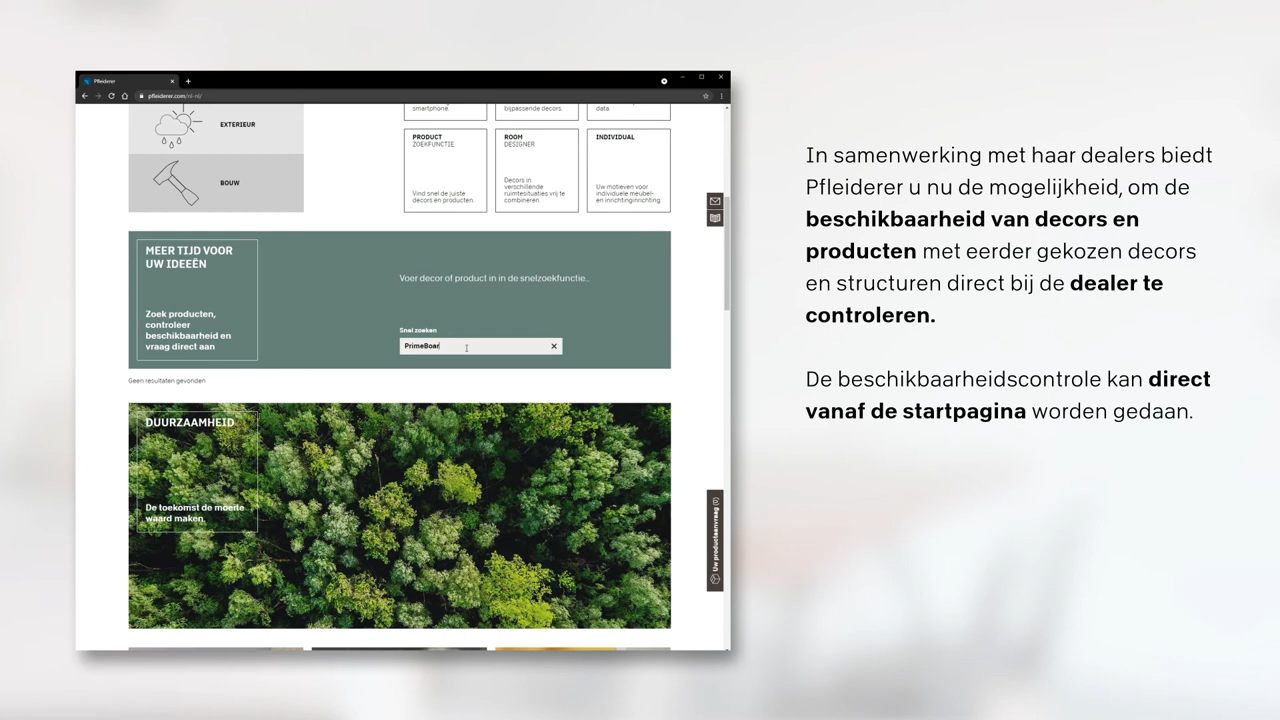 Pfleiderer
pfleiderer.com/nl-nl/
smartphone.
bijpassende decors.
data.
EXTERIEUR
BOUW
PRODUCT
ZOEKFUNCTIE
Vind snel de juiste
decors en producten.
ROOM
DESIGNER
Decors in
verschillende
ruimtesituaties vrij te
combineren.
INDIVIDUAL
Uw motieven voor
individuele meubel-
en inrichtinginrichting.
MEER TIJD VOOR
UW IDEEËN
Zoek producten,
controleer
beschikbaarheid en
vraag direct aan
Voer decor of product in in de snelzoekfunctie..
Snel zoeken
PrimeBoar
Geen resultaten gevonden
DUURZAAMHEID
De toekomst de moeite
waard maken.
Uw productaanvraag (0)
In samenwerking met haar dealers biedt
Pfleiderer u nu de mogelijkheid, om de
beschikbaarheid van decors en
producten met eerder gekozen decors
en structuren direct bij de dealer te
controleren.
De beschikbaarheidscontrole kan direct
vanaf de startpagina worden gedaan.